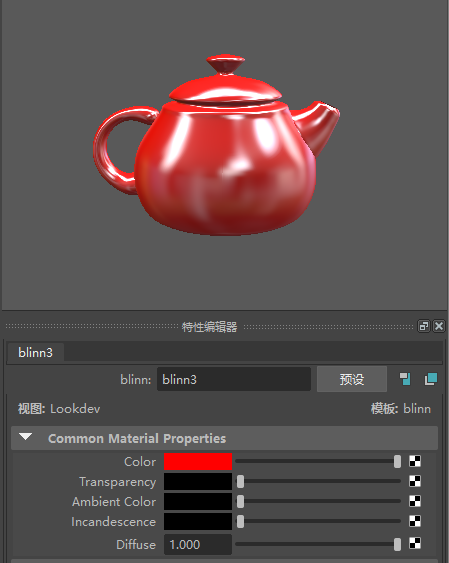 特性编辑器
blinn3
blinn: blinn3 预设
视图: Lookdev 模板: blinn
Common Material Properties
Color
Transparency
Ambient Color
Incandescence
Diffuse 1.000